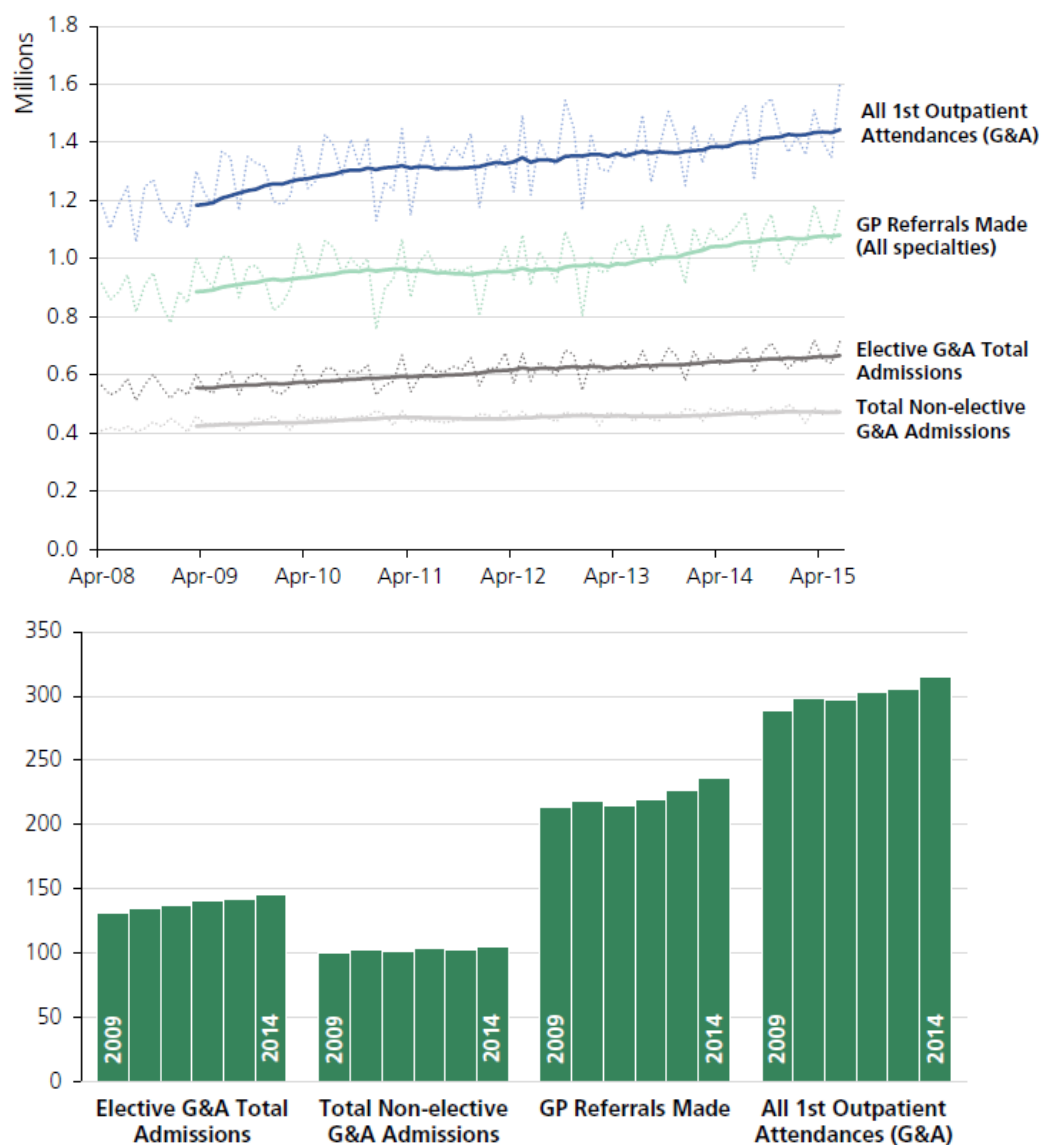 Millions
1.8
1.6
1.4
1.2
1.0
0.8
0.6
0.4
0.2
0.0
Apr-08 Apr-09 Apr-10 Apr-11 Apr-12 Apr-13 Apr-14 Apr-15
All 1st Outpatient
Attendances (G&A)
GP Referrals Made
(All specialties)
Elective G&A Total
Admissions
Total Non-elective
G&A Admissions
350
300
250
200
150
100
50
0
2009 2014 2009 2014 2009 2014 2009 2014
Elective G&A Total
Admissions
Total Non-elective
G&A Admissions
GP Referrals Made
All 1st Outpatient
Attendances (G&A)